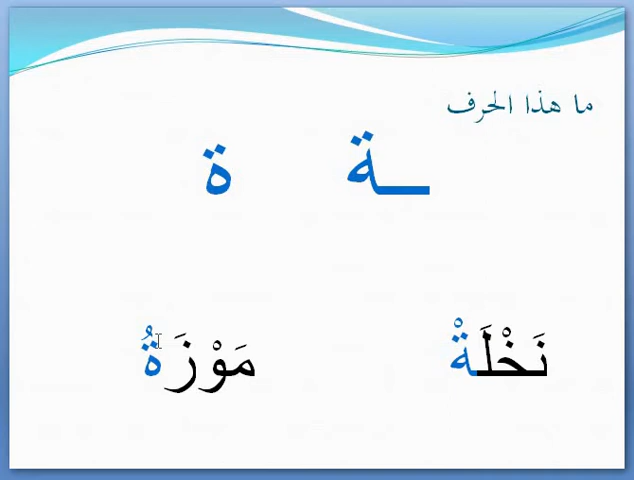 ما هذا الحرف
ـة ة
نَخْلَةْ مَوْزَةُ